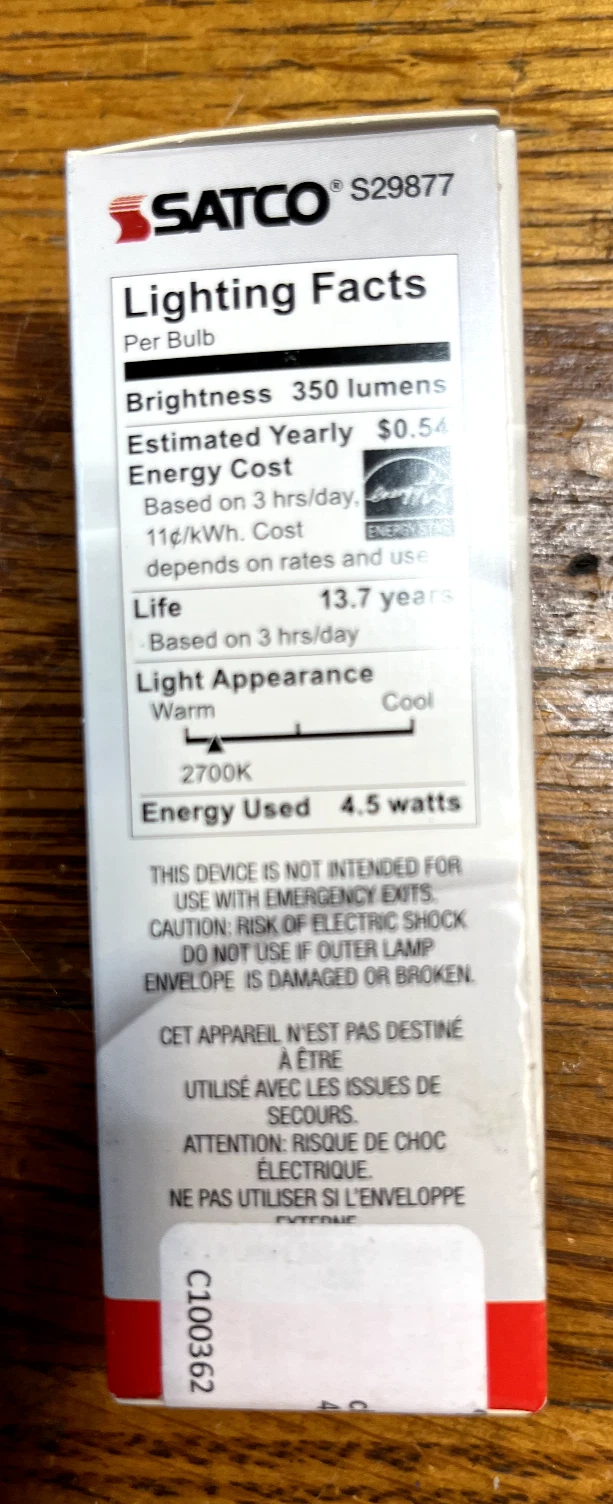 SATCO® S29877
Lighting Facts
Per Bulb
Brightness 350 lumens
Estimated Yearly $0.54
Energy Cost
Based on 3 hrs/day,
11¢/kWh. Cost
depends on rates and use
ENERGY STAR
Life 13.7 years
Based on 3 hrs/day
Light Appearance
Warm Cool
2700K
Energy Used 4.5 watts
THIS DEVICE IS NOT INTENDED FOR
USE WITH EMERGENCY EXITS.
CAUTION: RISK OF ELECTRIC SHOCK
DO NOT USE IF OUTER LAMP
ENVELOPE IS DAMAGED OR BROKEN.
CET APPAREIL N'EST PAS DESTINÉ
À ÊTRE
UTILISÉ AVEC LES ISSUES DE
SECOURS.
ATTENTION: RISQUE DE CHOC
ÉLECTRIQUE.
NE PAS UTILISER SI L'ENVELOPPE
EXTERNE
C100362